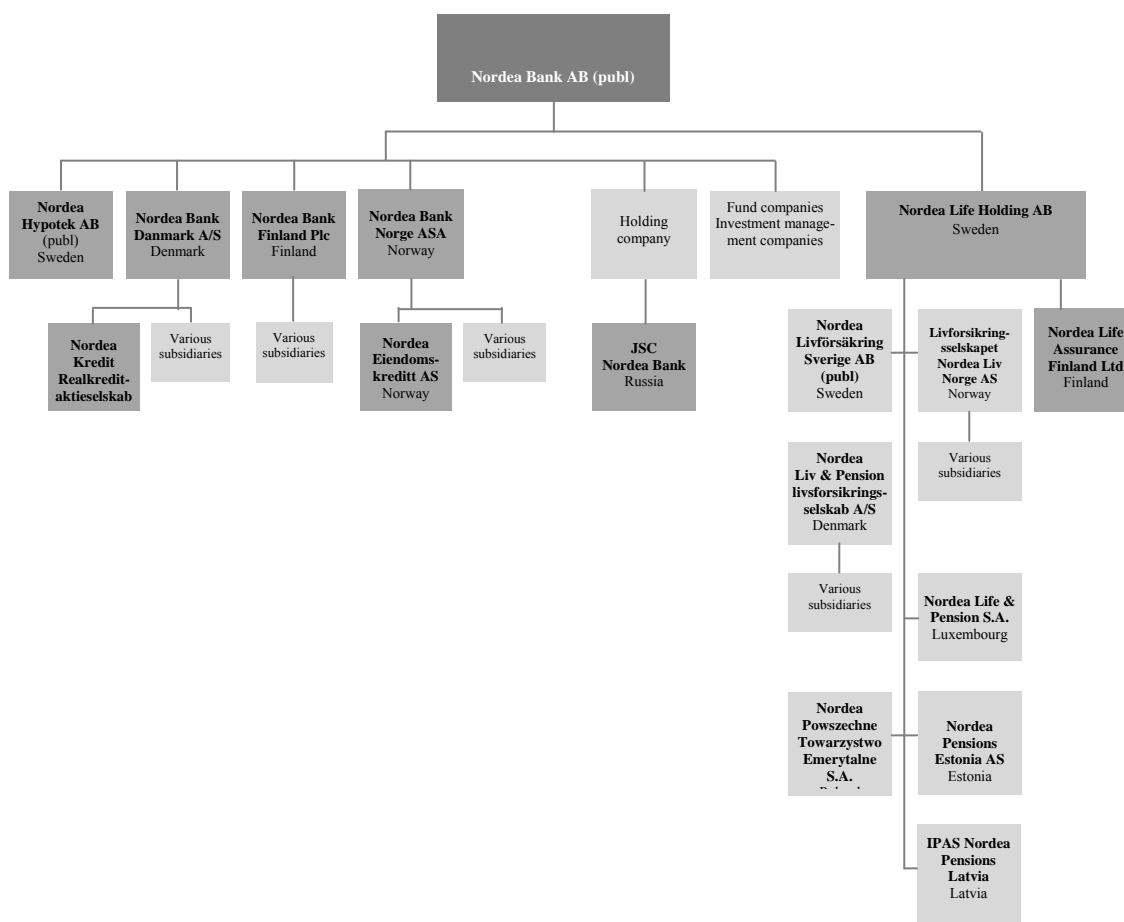 Nordea Bank AB (publ)
Nordea
Hypotek AB
(publ)
Sweden
Nordea Bank
Danmark A/S
Denmark
Nordea Bank
Finland Plc
Finland
Nordea Bank
Norge ASA
Norway
Holding
company
Fund companies
Investment manage-
ment companies
Nordea Life Holding AB
Sweden
Nordea
Kredit
Realkredit-
aktieselskab
Various
subsidiaries
Various
subsidiaries
Nordea
Eiendoms-
kreditt AS
Norway
Various
subsidiaries
JSC
Nordea Bank
Russia
Nordea
Livförsäkring
Sverige AB
(publ)
Sweden
Livforsikring-
sselskapet
Nordea Liv
Norge AS
Norway
Nordea Life
Assurance
Finland Ltd
Finland
Nordea
Liv & Pension
livsforsikrings-
selskab A/S
Denmark
Various
subsidiaries
Various
subsidiaries
Nordea Life &
Pension S.A.
Luxembourg
Nordea
Powszechne
Towarzystwo
Emerytalne
S.A.
Nordea
Pensions
Estonia AS
Estonia
IPAS Nordea
Pensions
Latvia
Latvia